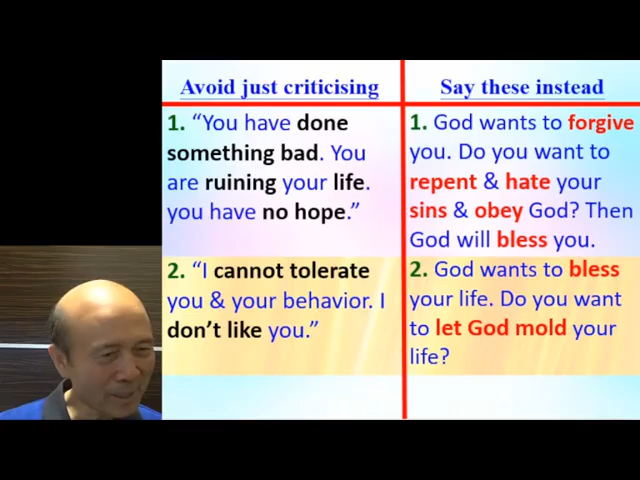 Avoid just criticising
Say these instead
1. “You have done
something bad. You
are ruining your life.
you have no hope.”
1. God wants to forgive
you. Do you want to
repent & hate your
sins & obey God? Then
God will bless you.
2. “I cannot tolerate
you & your behavior. I
don’t like you.”
2. God wants to bless
your life. Do you want
to let God mold your
life?